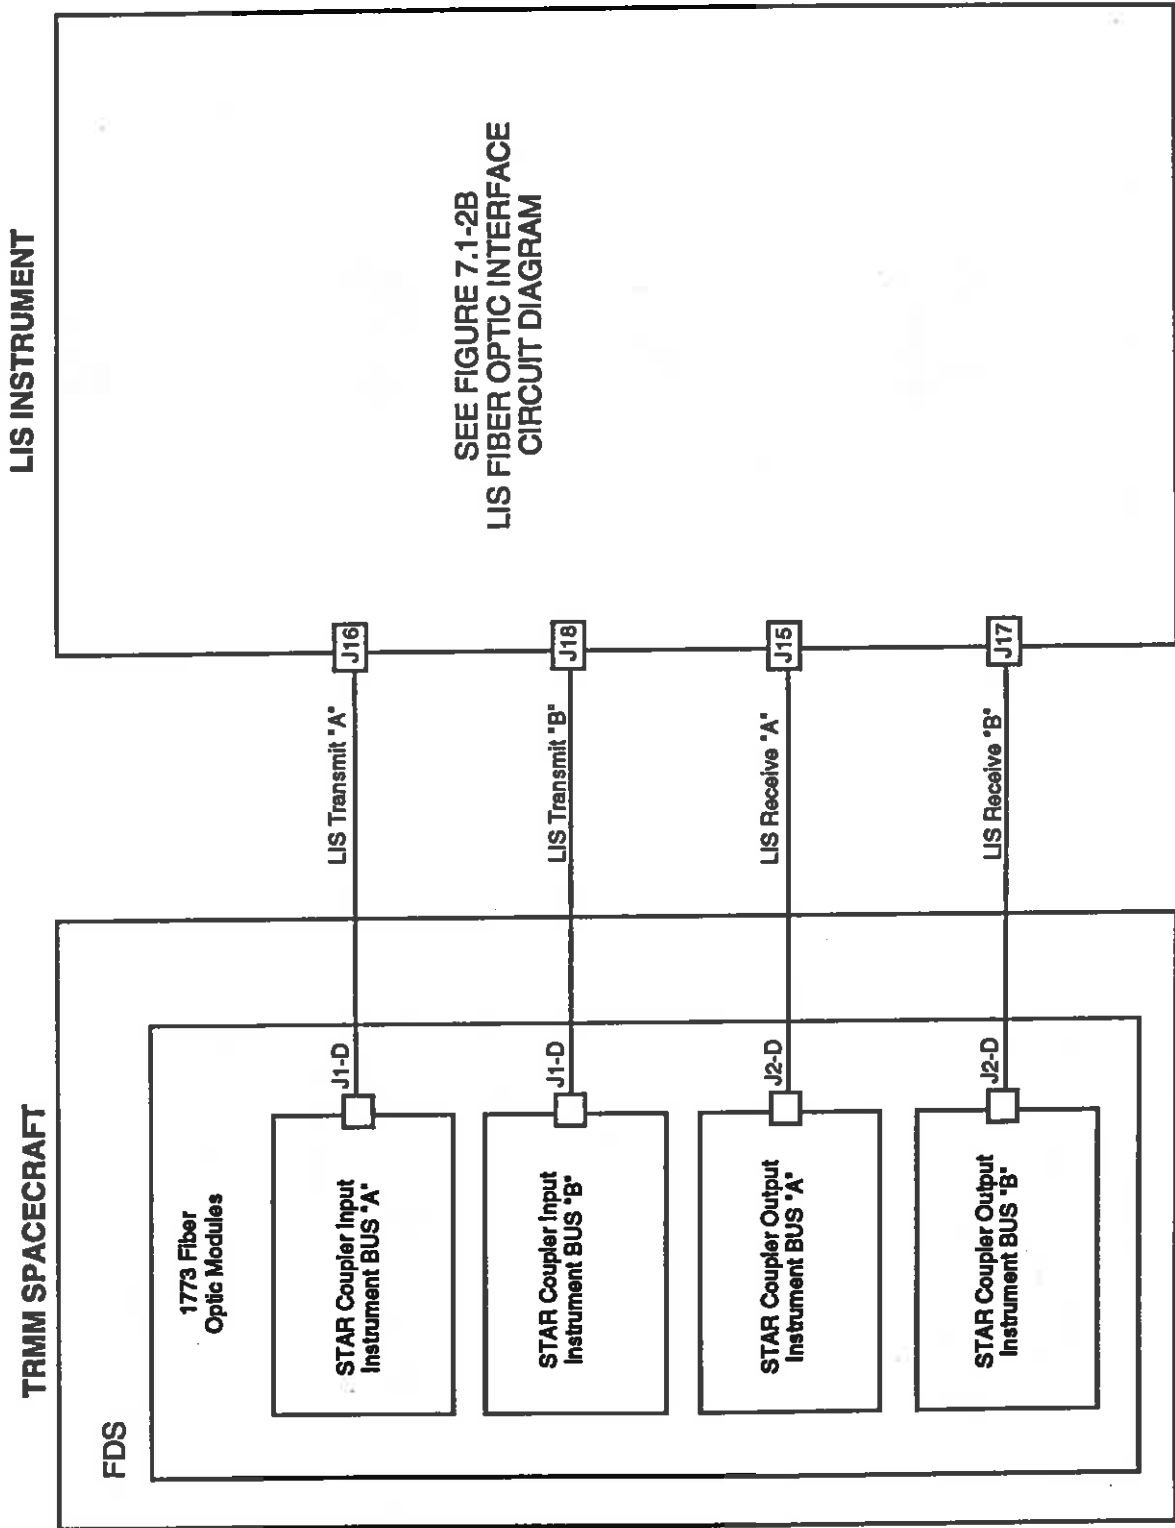 TRMM SPACECRAFT
FDS
1773 Fiber
Optic Modules
STAR Coupler Input
Instrument BUS "A"
J1-D
STAR Coupler Input
Instrument BUS "B"
J1-D
STAR Coupler Output
Instrument BUS "A"
J2-D
STAR Coupler Output
Instrument BUS "B"
J2-D
LIS Transmit "A"
LIS Transmit "B"
LIS Receive "A"
LIS Receive "B"
LIS INSTRUMENT
J16
J18
J15
J17
SEE FIGURE 7.1-2B
LIS FIBER OPTIC INTERFACE
CIRCUIT DIAGRAM